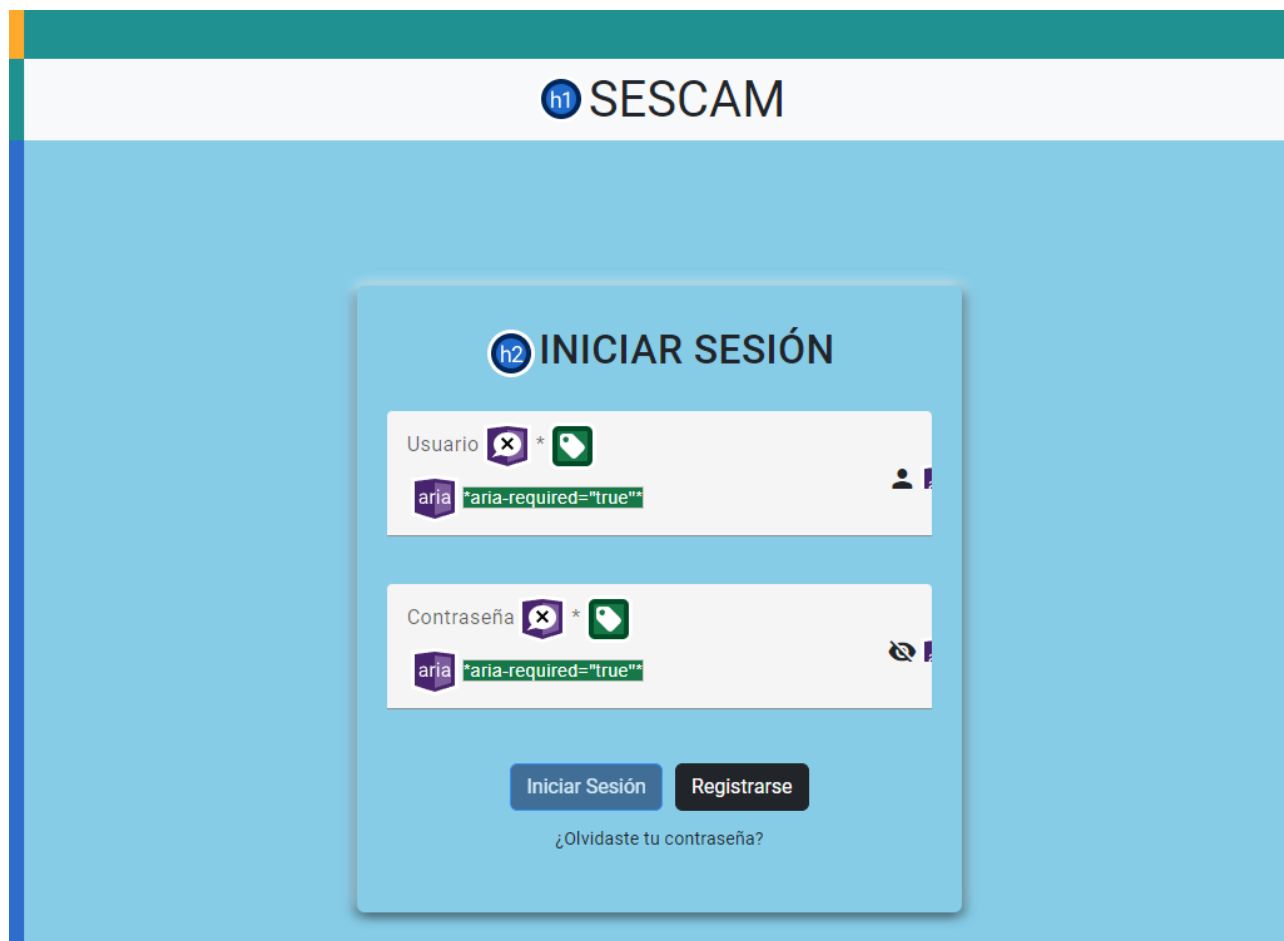 h1 SESCAM
h2 INICIAR SESIÓN
Usuario *
aria *aria-required="true"*
Contraseña *
aria *aria-required="true"*
Iniciar Sesión Registrarse
¿Olvidaste tu contraseña?